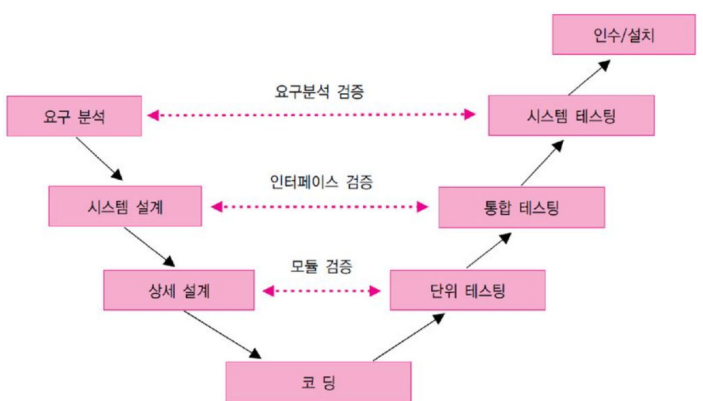 인수/설치
요구분석 검증
요구 분석
시스템 테스팅
인터페이스 검증
시스템 설계
통합 테스팅
모듈 검증
상세 설계
단위 테스팅
코 딩